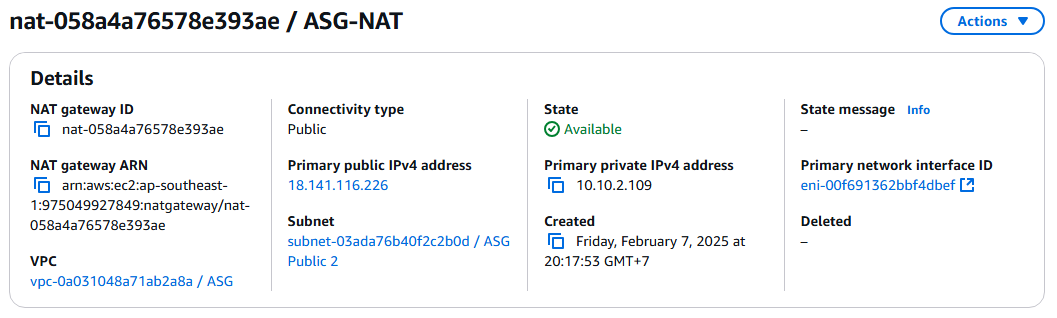 nat-058a4a76578e393ae / ASG-NAT
Actions
Details
NAT gateway ID
nat-058a4a76578e393ae
Connectivity type
Public
State
Available
State message Info
–
NAT gateway ARN
arn:aws:ec2:ap-southeast-
1:975049927849:natgateway/nat-
058a4a76578e393ae
Primary public IPv4 address
18.141.116.226
Primary private IPv4 address
10.10.2.109
Primary network interface ID
eni-00f691362bbf4dbef
VPC
vpc-0a031048a71ab2a8a / ASG
Subnet
subnet-03ada76b40f2c2b0d / ASG
Public 2
Created
Friday, February 7, 2025 at
20:17:53 GMT+7
Deleted
–